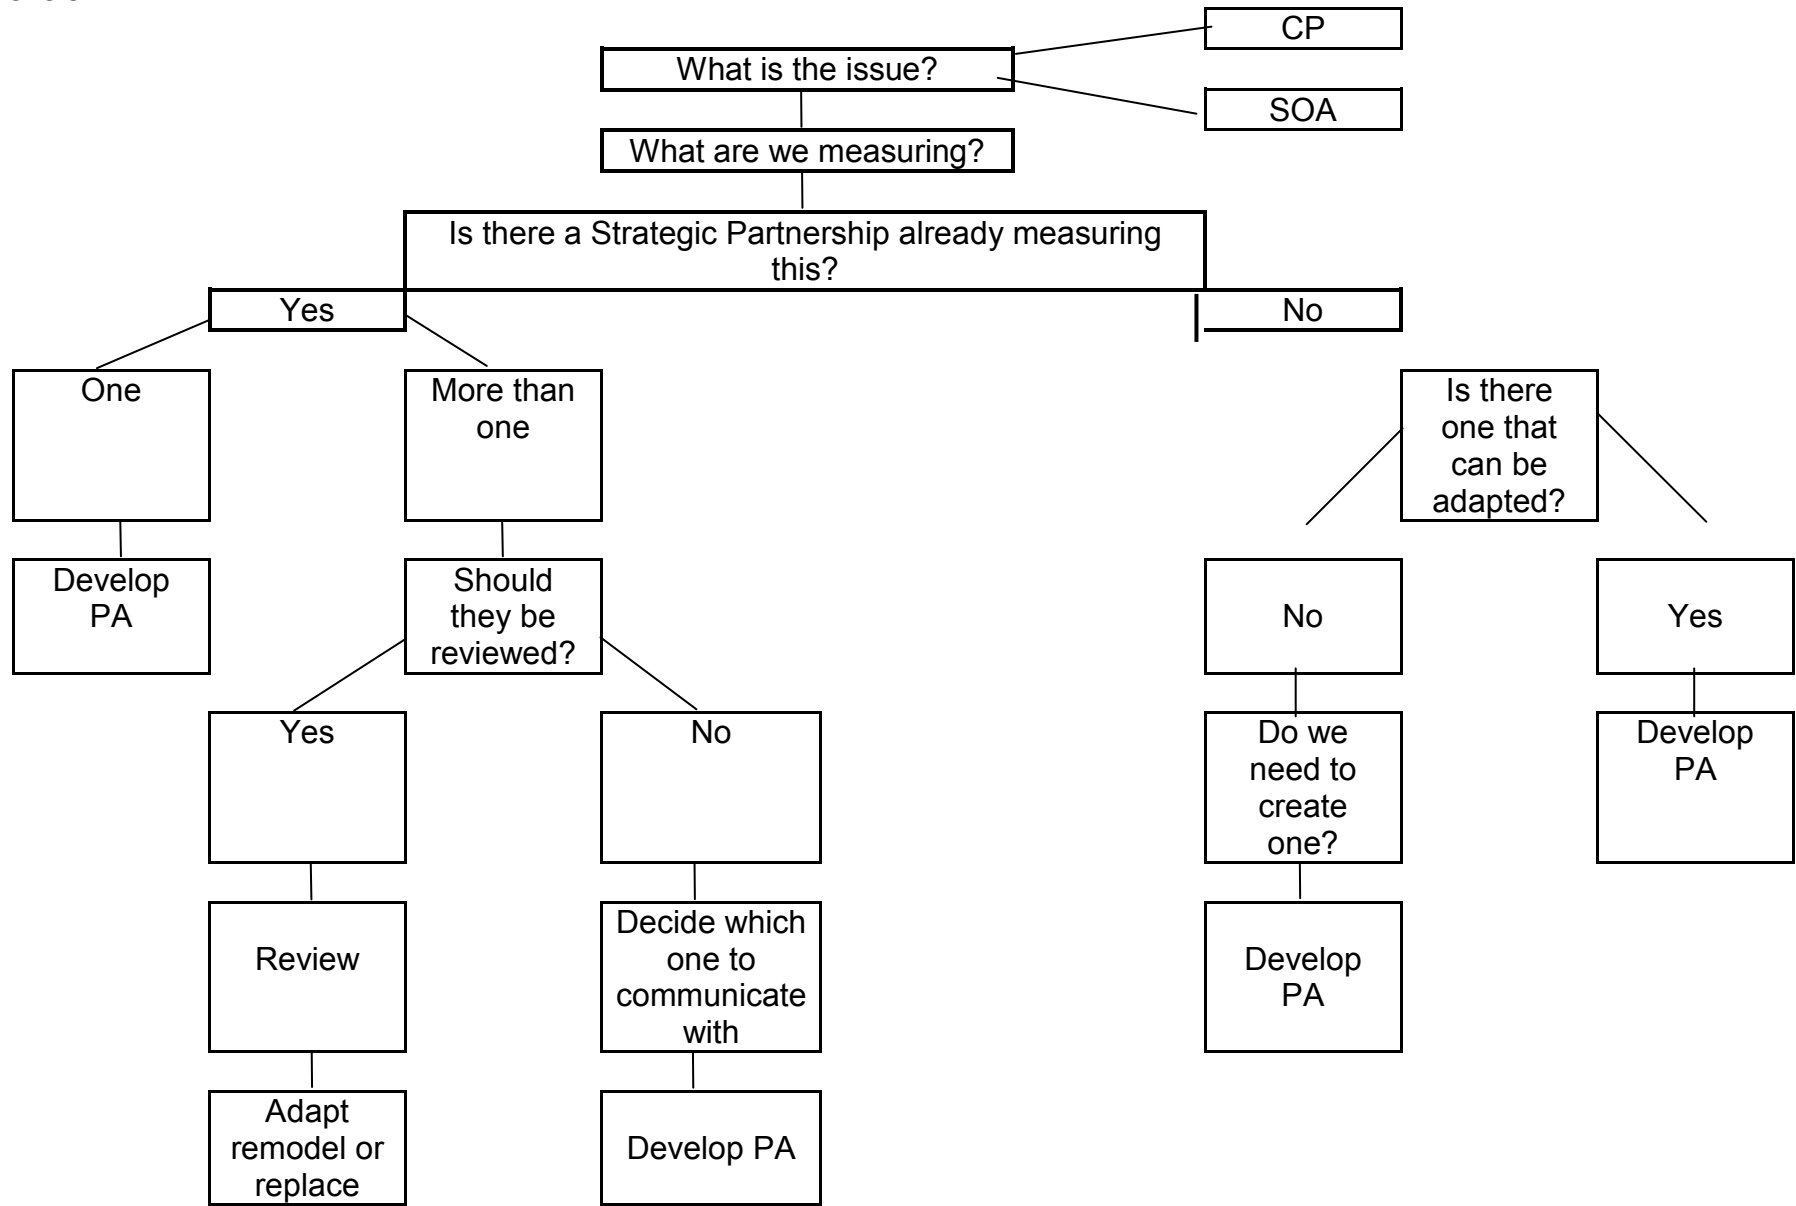 CP
What is the issue?
SOA
What are we measuring?
Is there a Strategic Partnership already measuring
this?
Yes
No
One
More than
one
Is there
one that
can be
adapted?
Develop
PA
Should
they be
reviewed?
No
Yes
Yes
No
Do we
need to
create
one?
Develop
PA
Review
Decide which
one to
communicate
with
Develop
PA
Adapt
remodel or
replace
Develop PA